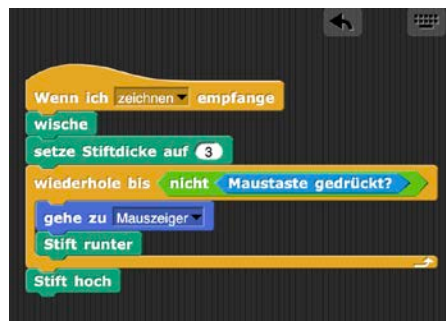 Wenn ich zeichnen empfange
wische
setze Stiftdicke auf 3
wiederhole bis nicht Maustaste gedrückt?
gehe zu Mauszeiger
Stift runter
Stift hoch